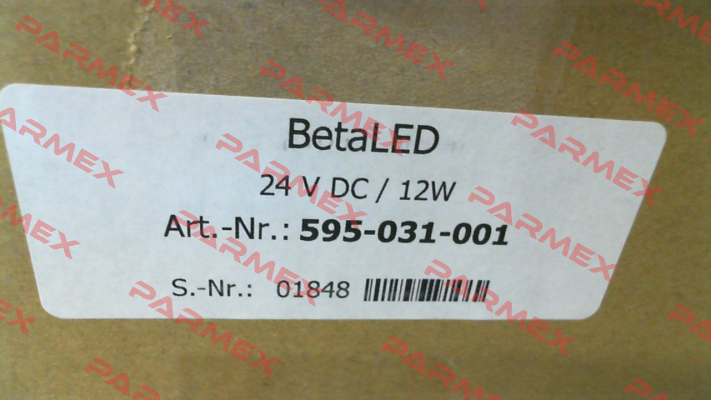 BetaLED
24 V DC / 12W
Art.-Nr.: 595-031-001
S.-Nr.: 01848
PARMEX